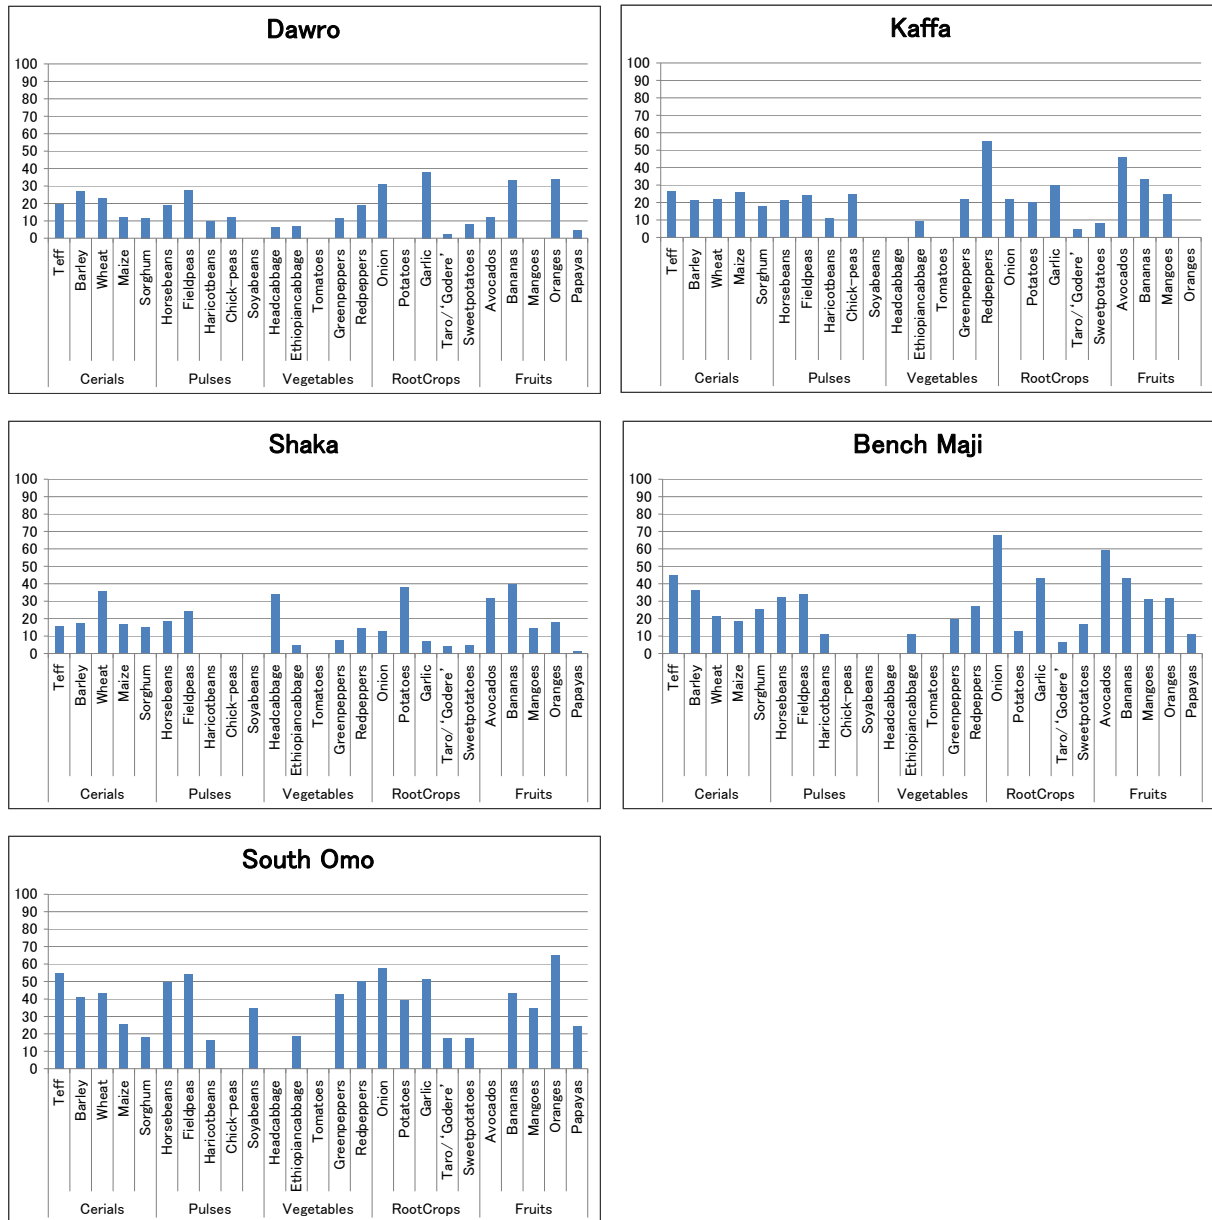 Dawro
100
90
80
70
60
50
40
30
20
10
0
Teff
Barley
Wheat
Maize
Sorghum
Horsebeans
Fieldpeas
Haricotbeans
Chick-peas
Soyabeans
Headcabbage
Ethiopiancabbage
Tomatoes
Greenpeppers
Redpeppers
Onion
Potatoes
Garlic
Taro/‘Godere’
Sweetpotatoes
Avocados
Bananas
Mangoes
Oranges
Papayas
Cerials Pulses Vegetables RootCrops Fruits
Kaffa
100
90
80
70
60
50
40
30
20
10
0
Teff
Barley
Wheat
Maize
Sorghum
Horsebeans
Fieldpeas
Haricotbeans
Chick-peas
Soyabeans
Headcabbage
Ethiopiancabbage
Tomatoes
Greenpeppers
Redpeppers
Onion
Potatoes
Garlic
Taro/‘Godere’
Sweetpotatoes
Avocados
Bananas
Mangoes
Oranges
Cerials Pulses Vegetables RootCrops Fruits
Shaka
100
90
80
70
60
50
40
30
20
10
0
Teff
Barley
Wheat
Maize
Sorghum
Horsebeans
Fieldpeas
Haricotbeans
Chick-peas
Soyabeans
Headcabbage
Ethiopiancabbage
Tomatoes
Greenpeppers
Redpeppers
Onion
Potatoes
Garlic
Taro/‘Godere’
Sweetpotatoes
Avocados
Bananas
Mangoes
Oranges
Papayas
Cerials Pulses Vegetables RootCrops Fruits
Bench Maji
100
90
80
70
60
50
40
30
20
10
0
Teff
Barley
Wheat
Maize
Sorghum
Horsebeans
Fieldpeas
Haricotbeans
Chick-peas
Soyabeans
Headcabbage
Ethiopiancabbage
Tomatoes
Greenpeppers
Redpeppers
Onion
Potatoes
Garlic
Taro/‘Godere’
Sweetpotatoes
Avocados
Bananas
Mangoes
Oranges
Papayas
Cerials Pulses Vegetables RootCrops Fruits
South Omo
100
90
80
70
60
50
40
30
20
10
0
Teff
Barley
Wheat
Maize
Sorghum
Horsebeans
Fieldpeas
Haricotbeans
Chick-peas
Soyabeans
Headcabbage
Ethiopiancabbage
Tomatoes
Greenpeppers
Redpeppers
Onion
Potatoes
Garlic
Taro/‘Godere’
Sweetpotatoes
Avocados
Bananas
Mangoes
Oranges
Papayas
Cerials Pulses Vegetables RootCrops Fruits